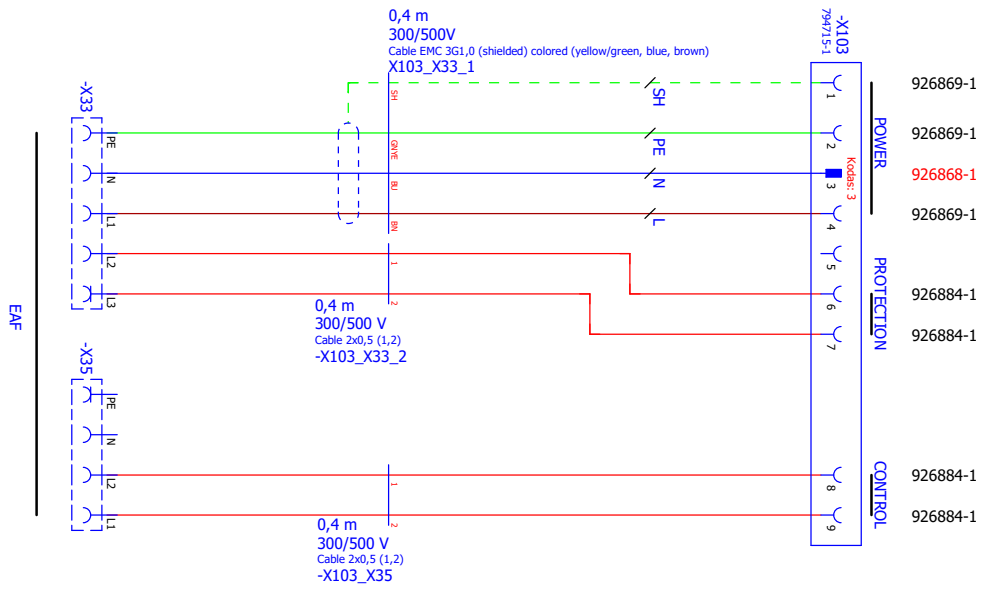 0,4 m
300/500V
Cable EMC 3G1,0 (shielded) colored (yellow/green, blue, brown)
X103_X33_1
-X103
794715-1
-X33
SH
GNYE
BU
BN
SH
PE
N
L
PE
N
L1
L2
L3
1
2
0,4 m
300/500 V
Cable 2x0,5 (1,2)
-X103_X33_2
EAF
-X35
PE
N
L2
L1
1
2
0,4 m
300/500 V
Cable 2x0,5 (1,2)
-X103_X35
1
2
3
4
5
6
7
8
9
Kodas: 3
POWER
PROTECTION
CONTROL
926869-1
926869-1
926868-1
926869-1
926884-1
926884-1
926884-1
926884-1